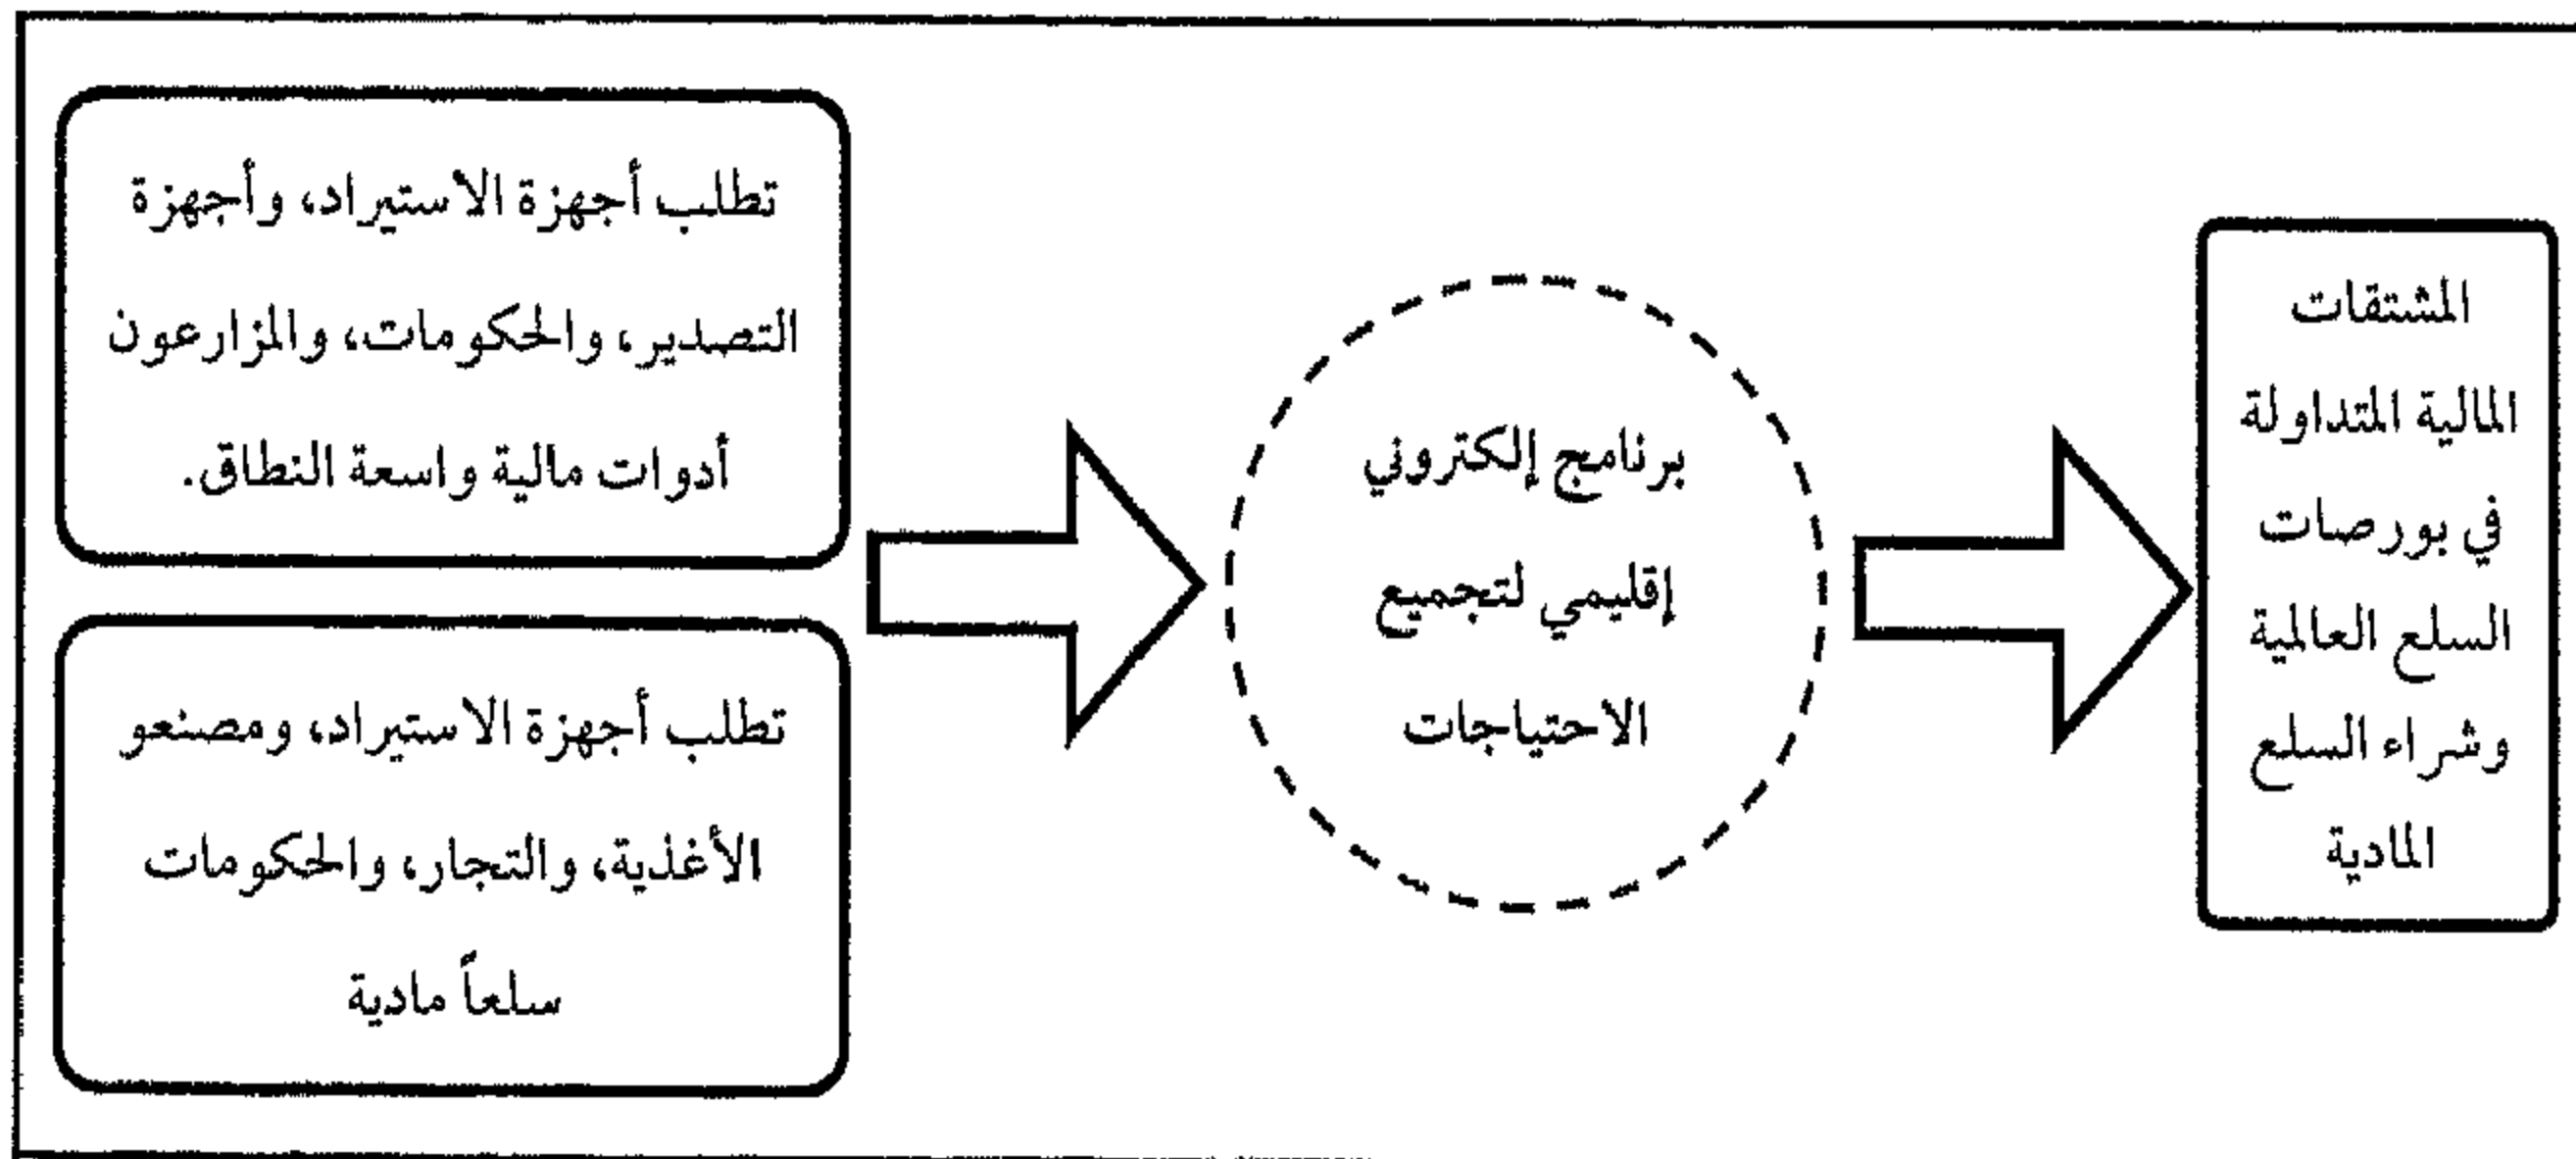 تطلب أجهزة الاستيراد، وأجهزة
التصدير، والحكومات، والمزارعون
أدوات مالية واسعة النطاق.
تطلب أجهزة الاستيراد، ومصنعو
الأغذية، والتجار، والحكومات
سلعاً مادية
برنامج إلكتروني
إقليمي لتجميع
الاحتياجات
المشتقات
المالية المتداولة
في بورصات
السلع العالمية
وشراء السلع
المادية